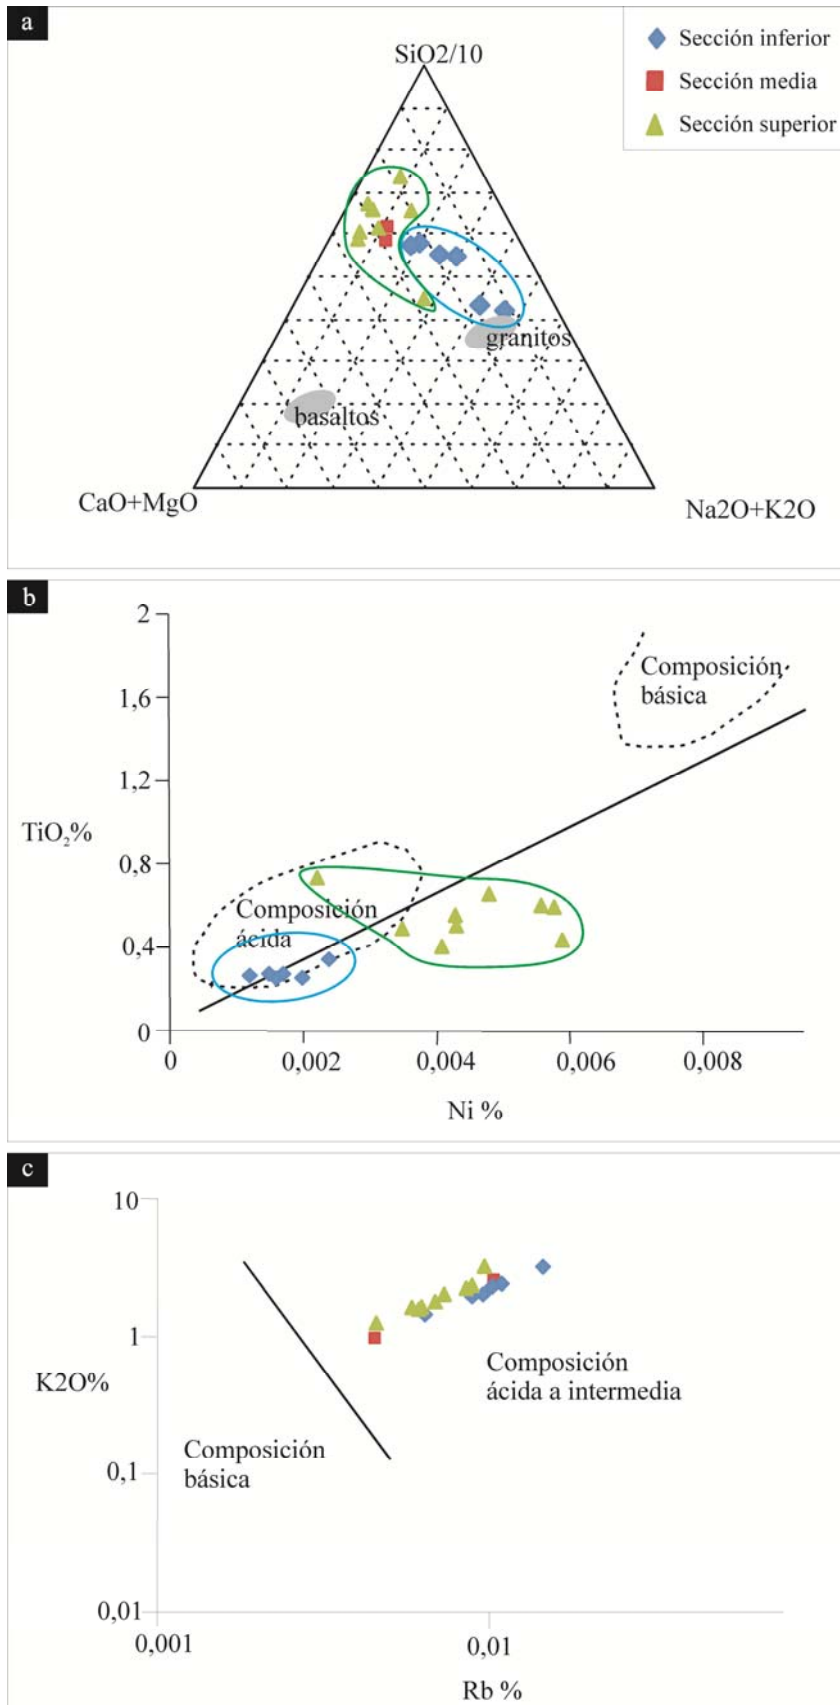 a
Sección inferior
Sección media
Sección superior
SiO2/10
granitos
basaltos
CaO+MgO
Na2O+K2O
b
2
1,6
1,2
0,8
0,4
0
TiO₂%
Composición
básica
Composición
ácida
0
0,002
0,004
0,006
0,008
Ni %
c
10
1
0,1
0,01
K2O%
Composición
ácida a intermedia
Composición
básica
0,001
0,01
Rb %